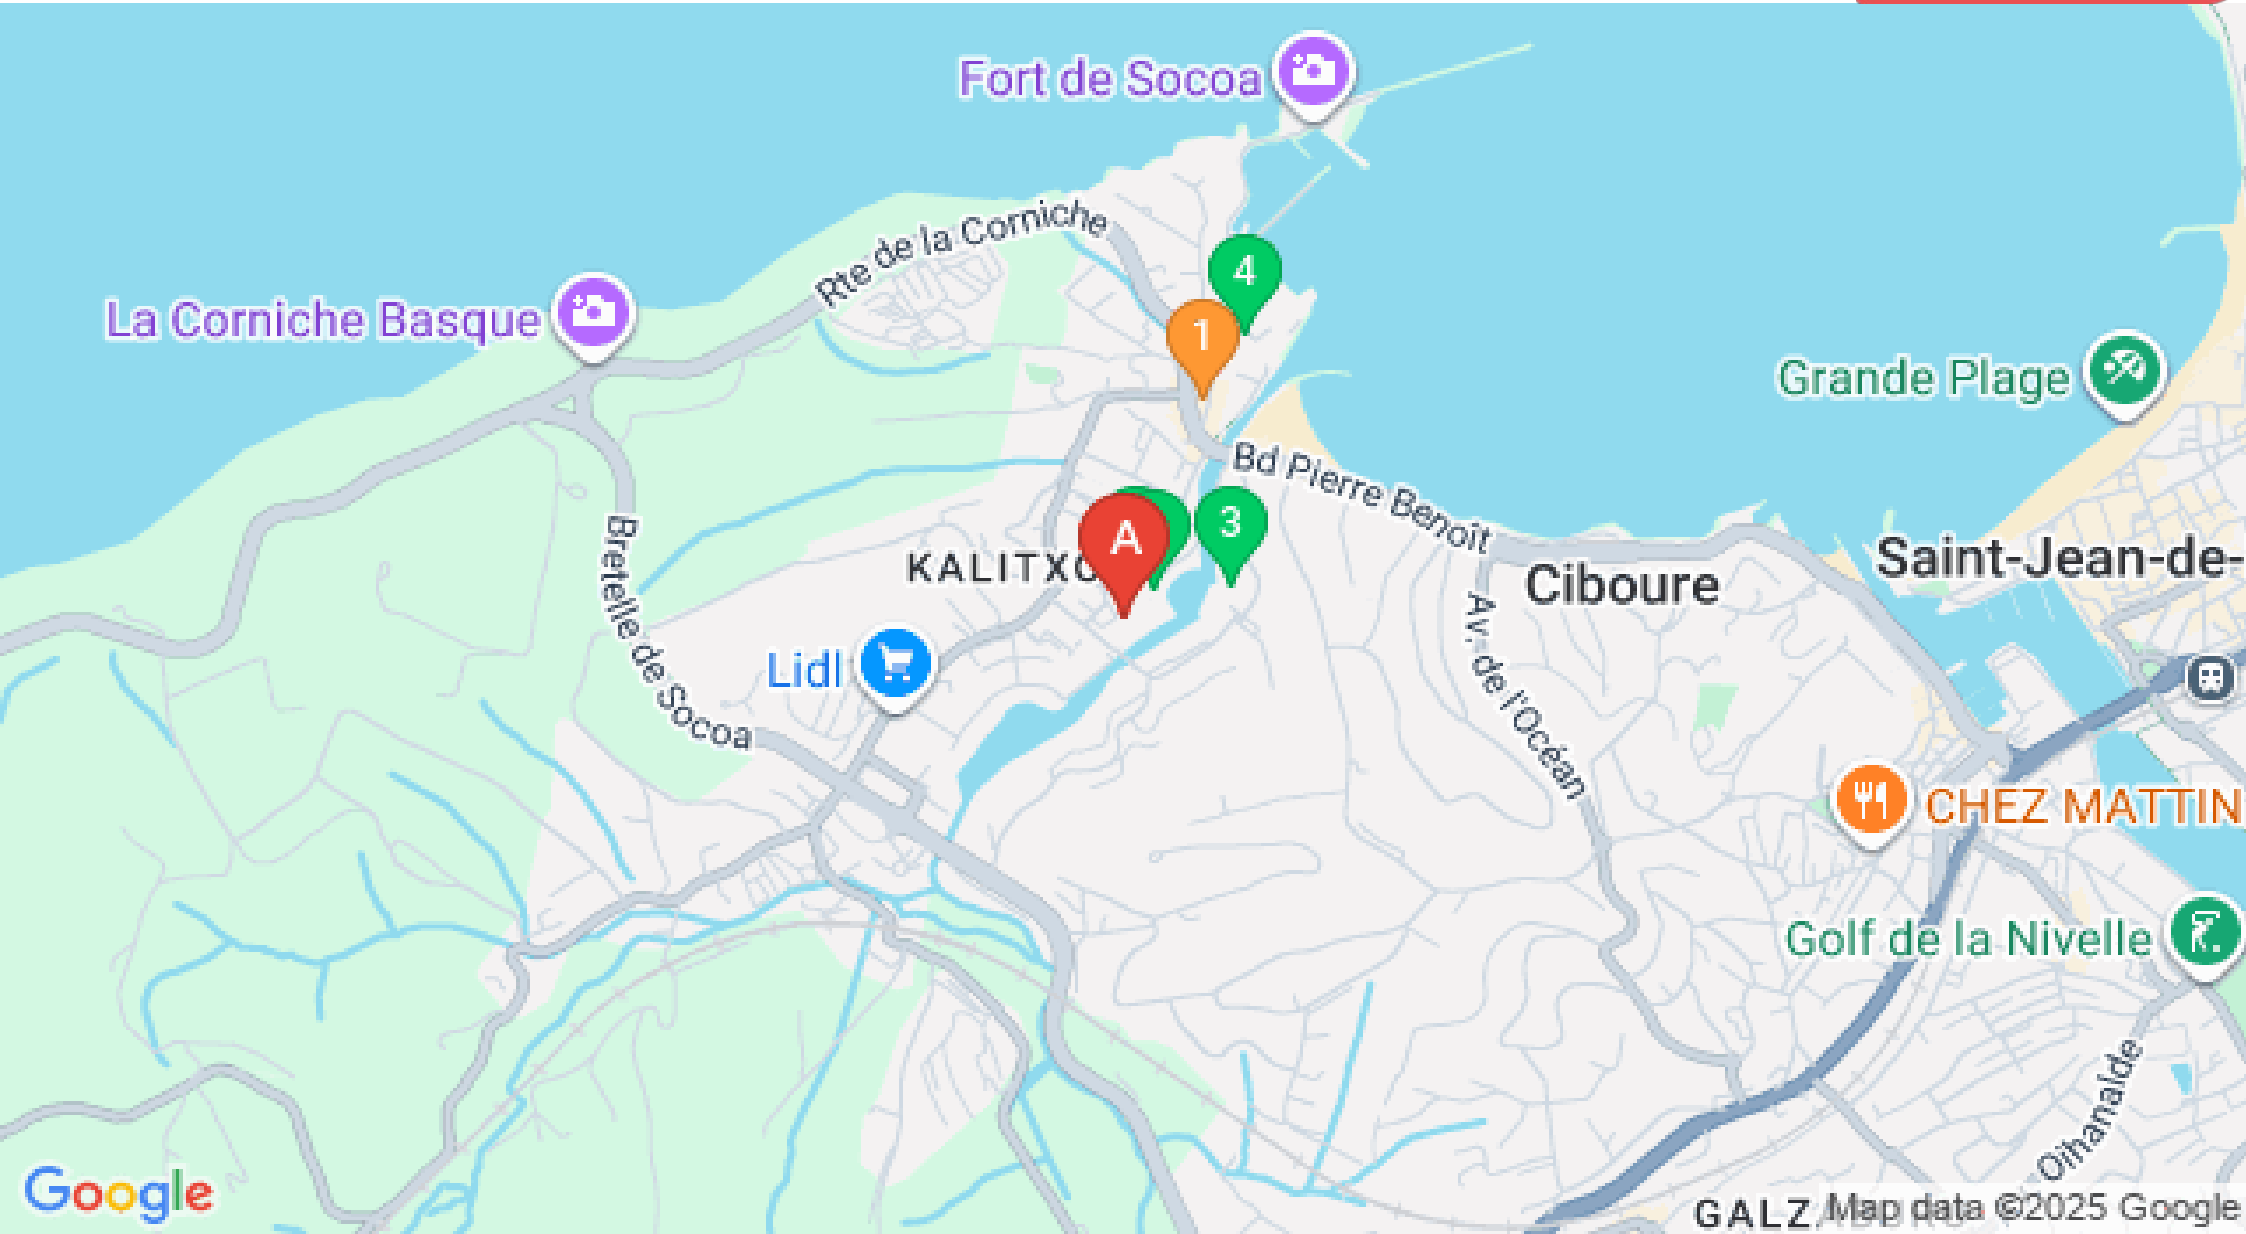 Fort de Socoa
Rte de la Corniche
La Corniche Basque
4
1
Grande Plage
Bd Pierre Benoît
A
3
KALITXO
Saint-Jean-de-
Ciboure
Bretelle de Socoa
Lidl
Av. de l'Océan
CHEZ MATTIN
Golf de la Nivelle
Oihanalde
Google
GALZ
Map data ©2025 Google